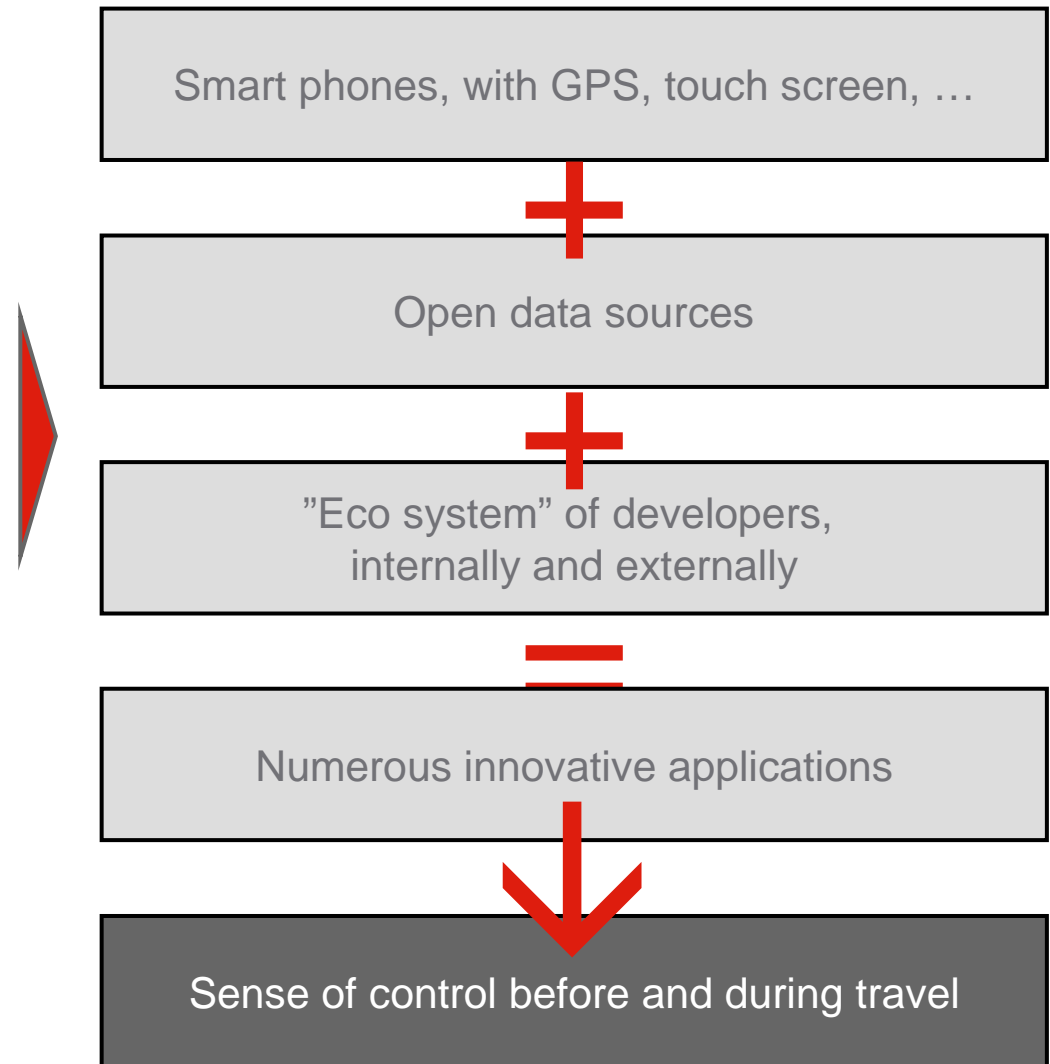 Smart phones, with GPS, touch screen, …
+
Open data sources
+
”Eco system” of developers,
internally and externally
=
Numerous innovative applications
Sense of control before and during travel